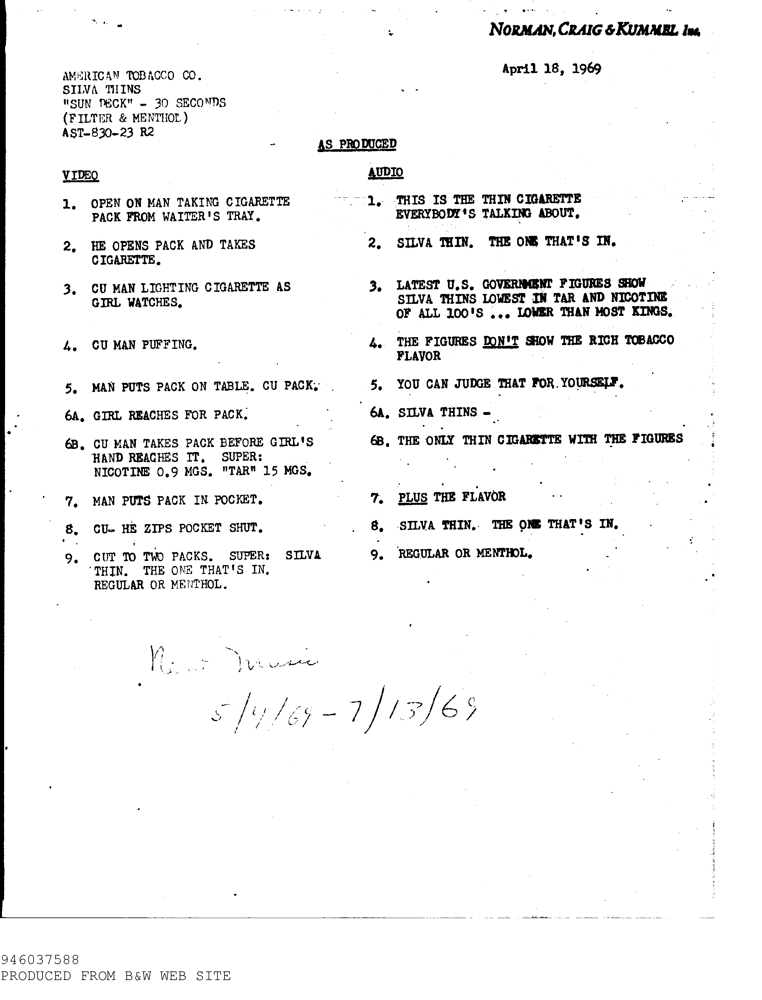 NORMAN, CRAIG & KUMMEL Inc.
April 18, 1969
AMERICAN TOBACCO CO.
SILVA THINS
"SUN DECK" - 30 SECONDS
(FILTER & MENTHOL)
AST-830-23 R2
AS PRODUCED
VIDEO
AUDIO
1. OPEN ON MAN TAKING CIGARETTE
PACK FROM WAITER'S TRAY.
1. THIS IS THE THIN CIGARETTE
EVERYBODY'S TALKING ABOUT.
2. HE OPENS PACK AND TAKES
CIGARETTE.
2. SILVA THIN. THE ONE THAT'S IN.
3. CU MAN LIGHTING CIGARETTE AS
GIRL WATCHES.
3. LATEST U.S. GOVERNMENT FIGURES SHOW
SILVA THINS LOWEST IN TAR AND NICOTINE
OF ALL 100'S ... LOWER THAN MOST KINGS.
4. CU MAN PUFFING.
4. THE FIGURES DON'T SHOW THE RICH TOBACCO
FLAVOR
5. MAN PUTS PACK ON TABLE. CU PACK.
5. YOU CAN JUDGE THAT FOR YOURSELF.
6A. GIRL REACHES FOR PACK.
6A. SILVA THINS -
6B. CU MAN TAKES PACK BEFORE GIRL'S
HAND REACHES IT. SUPER:
NICOTINE 0.9 MGS. "TAR" 15 MGS.
6B. THE ONLY THIN CIGARETTE WITH THE FIGURES
7. MAN PUTS PACK IN POCKET.
7. PLUS THE FLAVOR
8. CU- HE ZIPS POCKET SHUT.
8. SILVA THIN. THE ONE THAT'S IN.
9. CUT TO TWO PACKS. SUPER: SILVA
THIN. THE ONE THAT'S IN.
REGULAR OR MENTHOL.
9. REGULAR OR MENTHOL.
New Music
5/4/69 - 7/13/69
946037588
PRODUCED FROM B&W WEB SITE